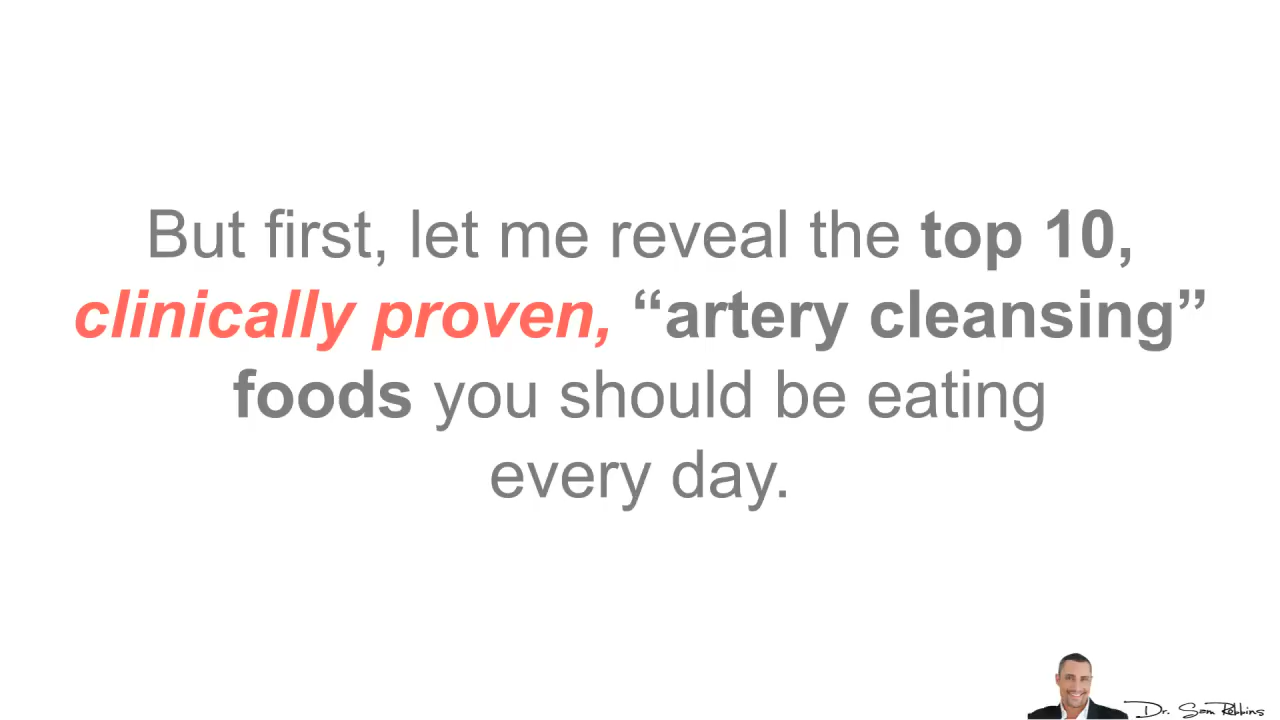 But first, let me reveal the top 10,
clinically proven, “artery cleansing”
foods you should be eating
every day.
Dr. Sam Robbins